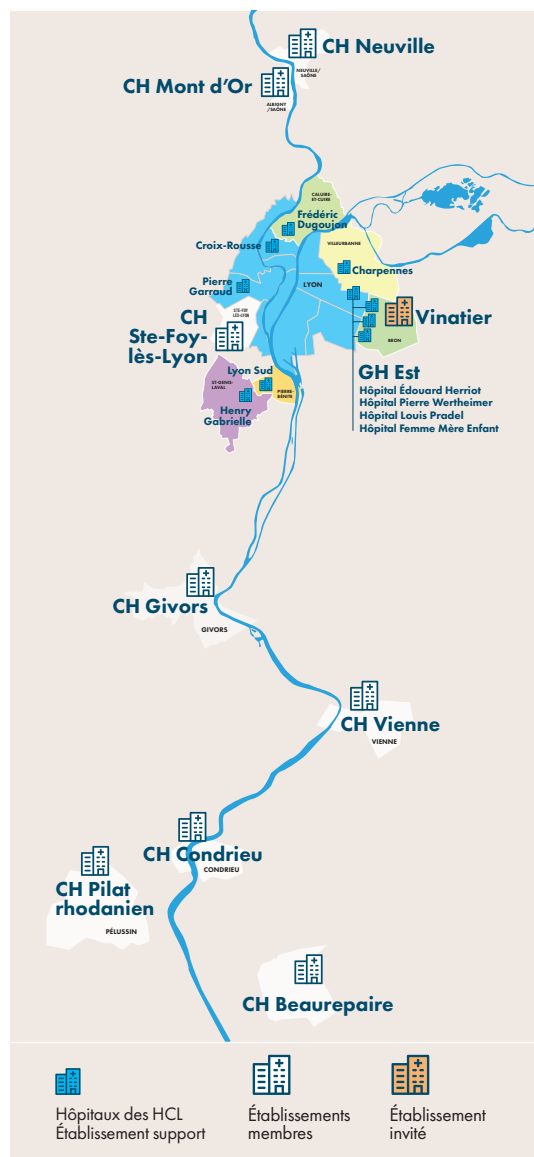 CH Neuville
NEUVILLE/
SAÔNE
CH Mont d'Or
ALBIGNY
/SAÔNE
CALUIRE-
ET-CUIRE
Frédéric
Dugoujon
Croix-Rousse
VILLEURBANNE
Charpennes
Pierre
Garraud
LYON
STE-FOY
LÈS-LYON
CH
Ste-Foy-
lès-Lyon
Vinatier
BRON
Lyon Sud
ST-GENIS-
LAVAL
PIERRE-
BÉNITE
Henry
Gabrielle
GH Est
Hôpital Édouard Herriot
Hôpital Pierre Wertheimer
Hôpital Louis Pradel
Hôpital Femme Mère Enfant
CH Givors
GIVORS
CH Vienne
VIENNE
CH Condrieu
CONDRIEU
CH Pilat
rhodanien
PÉLUSSIN
CH Beaurepaire
Hôpitaux des HCL
Établissement support
Établissements
membres
Établissement
invité